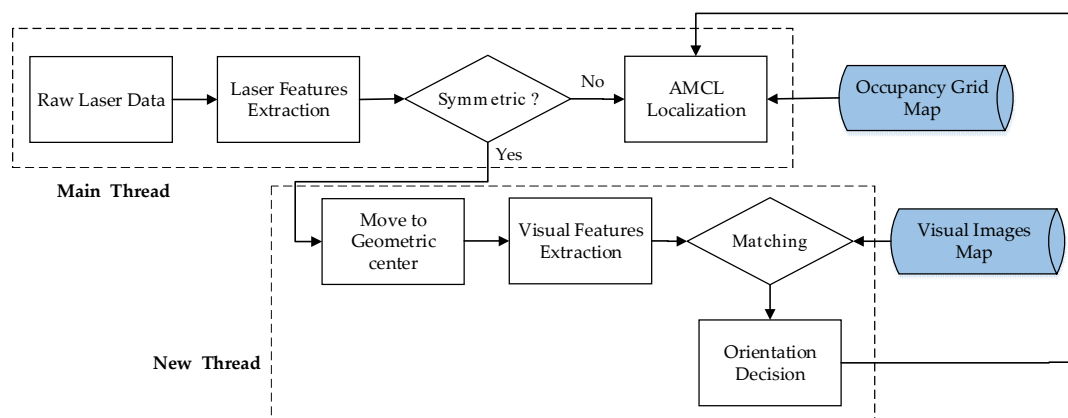 Raw Laser Data
Laser Features
Extraction
Symmetric ?
No
AMCL
Localization
Occupancy Grid
Map
Yes
Main Thread
Move to
Geometric
center
Visual Features
Extraction
Matching
Visual Images
Map
New Thread
Orientation
Decision